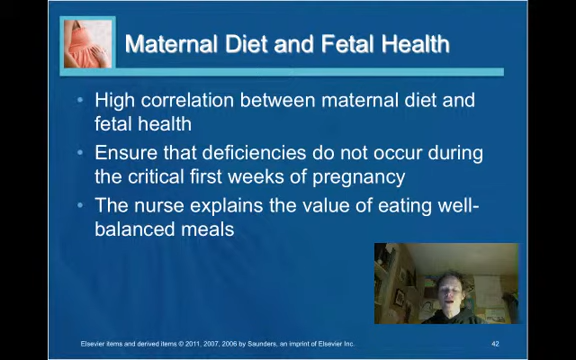 Maternal Diet and Fetal Health
• High correlation between maternal diet and
fetal health
• Ensure that deficiencies do not occur during
the critical first weeks of pregnancy
• The nurse explains the value of eating well-
balanced meals
Elsevier items and derived items © 2011, 2007, 2006 by Saunders, an imprint of Elsevier Inc.
42